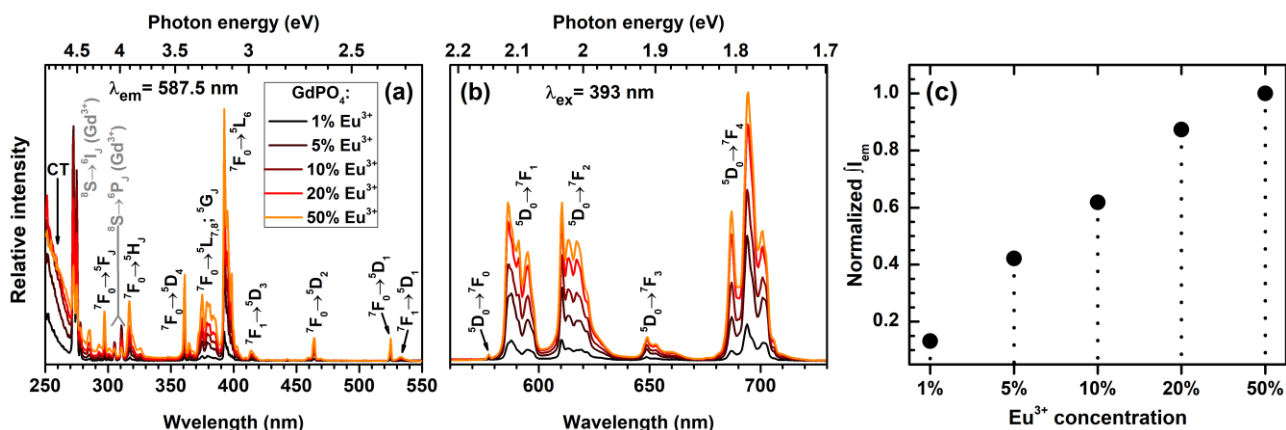 Photon energy (eV)
4.5 4 3.5 3 2.5
(a)
λem= 587.5 nm
GdPO4:
1% Eu3+
5% Eu3+
10% Eu3+
20% Eu3+
50% Eu3+
CT
⁸S→⁶IJ (Gd³⁺)
⁸S→⁶PJ (Gd³⁺)
⁷F0→⁵FJ
⁷F0→⁵HJ
⁷F0→⁵D4
⁷F0→⁵L7,8; ⁵GJ
⁷F0→⁵L6
⁷F1→⁵D3
⁷F0→⁵D2
⁷F0→⁵D1
⁷F1→⁵D1
Relative intensity
250 300 350 400 450 500 550
Wavelength (nm)
Photon energy (eV)
2.2 2.1 2 1.9 1.8 1.7
(b)
λex= 393 nm
⁵D0→⁷F0
⁵D0→⁷F1
⁵D0→⁷F2
⁵D0→⁷F3
⁵D0→⁷F4
600 650 700
Wavelength (nm)
(c)
Normalized ∫Iem
1.0
0.8
0.6
0.4
0.2
1% 5% 10% 20% 50%
Eu³⁺ concentration